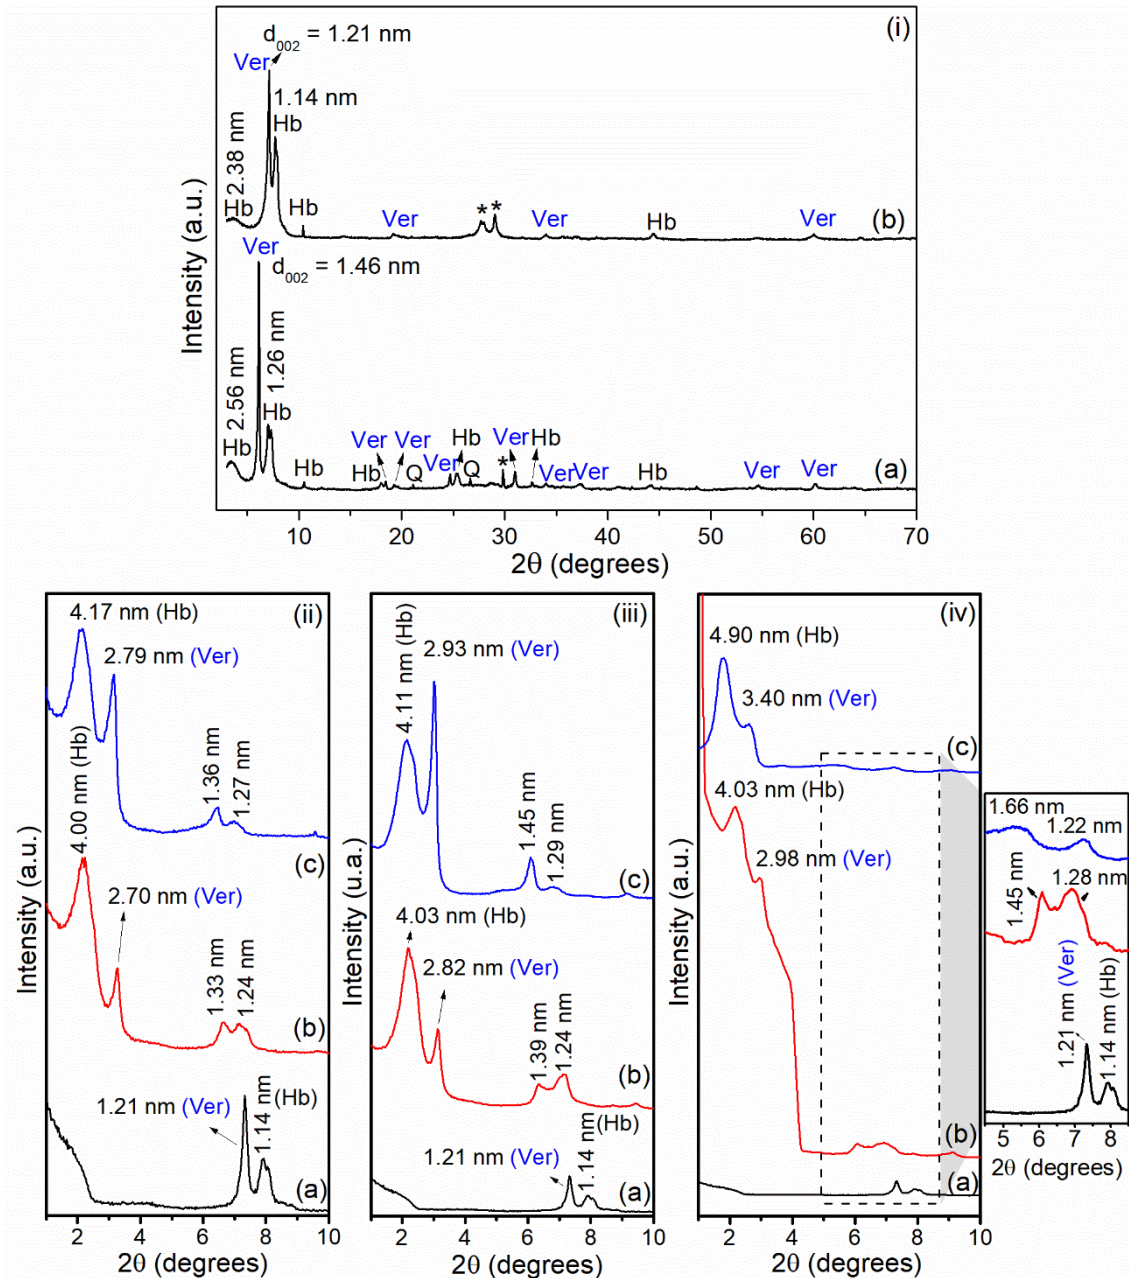 (i)
d002 = 1.21 nm
Ver
1.14 nm
Hb
2.38 nm
Hb
Hb
Ver
*
*
Ver
Hb
Ver
(b)
Ver
d002 = 1.46 nm
2.56 nm
Hb
1.26 nm
Hb
Hb
Hb
Ver
Ver
Q
Ver
Hb
Q
*
Ver
Hb
Ver
Ver
Hb
Ver
Ver
(a)
Intensity (a.u.)
10 20 30 40 50 60 70
2θ (degrees)
(ii)
4.17 nm (Hb)
2.79 nm (Ver)
1.36 nm
1.27 nm
(c)
4.00 nm (Hb)
2.70 nm (Ver)
1.33 nm
1.24 nm
(b)
1.21 nm (Ver)
1.14 nm (Hb)
(a)
Intensity (a.u.)
2 4 6 8 10
2θ (degrees)
(iii)
4.11 nm (Hb)
2.93 nm (Ver)
1.45 nm
1.29 nm
(c)
4.03 nm (Hb)
2.82 nm (Ver)
1.39 nm
1.24 nm
(b)
1.21 nm (Ver)
1.14 nm (Hb)
(a)
Intensity (u.a.)
2 4 6 8 10
2θ (degrees)
(iv)
4.90 nm (Hb)
3.40 nm (Ver)
(c)
4.03 nm (Hb)
2.98 nm (Ver)
(b)
(a)
Intensity (a.u.)
2 4 6 8 10
2θ (degrees)
1.66 nm
1.22 nm
1.45 nm
1.28 nm
1.21 nm (Ver)
1.14 nm (Hb)
5 6 7 8
2θ (degrees)